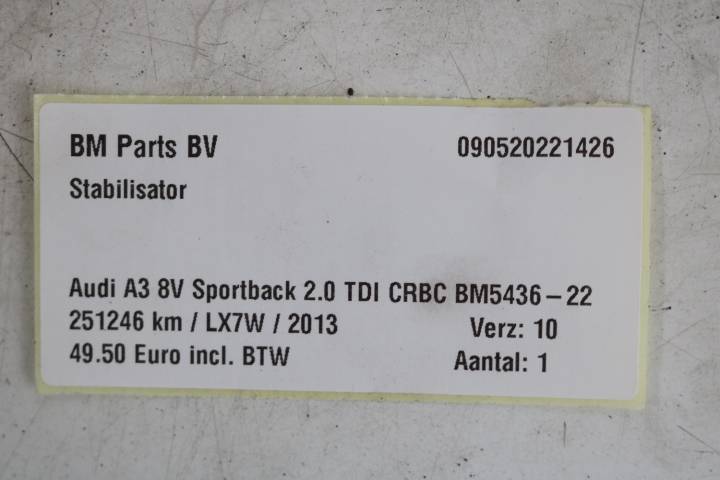 BM Parts BV 090520221426
Stabilisator
Audi A3 8V Sportback 2.0 TDI CRBC BM5436-22
251246 km / LX7W / 2013 Verz: 10
49.50 Euro incl. BTW Aantal: 1